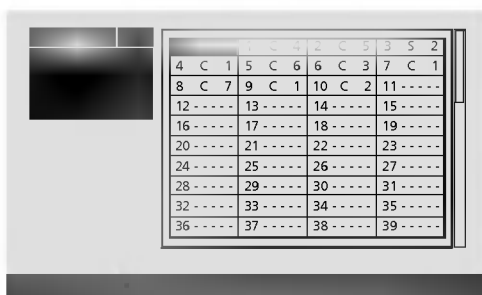 1 C 4 2 C 5 3 S 2
4 C 1 5 C 6 6 C 3 7 C 1
8 C 7 9 C 1 10 C 2 11 - - - - -
12 - - - - - 13 - - - - - 14 - - - - - 15 - - - - -
16 - - - - - 17 - - - - - 18 - - - - - 19 - - - - -
20 - - - - - 21 - - - - - 22 - - - - - 23 - - - - -
24 - - - - - 25 - - - - - 26 - - - - - 27 - - - - -
28 - - - - - 29 - - - - - 30 - - - - - 31 - - - - -
32 - - - - - 33 - - - - - 34 - - - - - 35 - - - - -
36 - - - - - 37 - - - - - 38 - - - - - 39 - - - - -